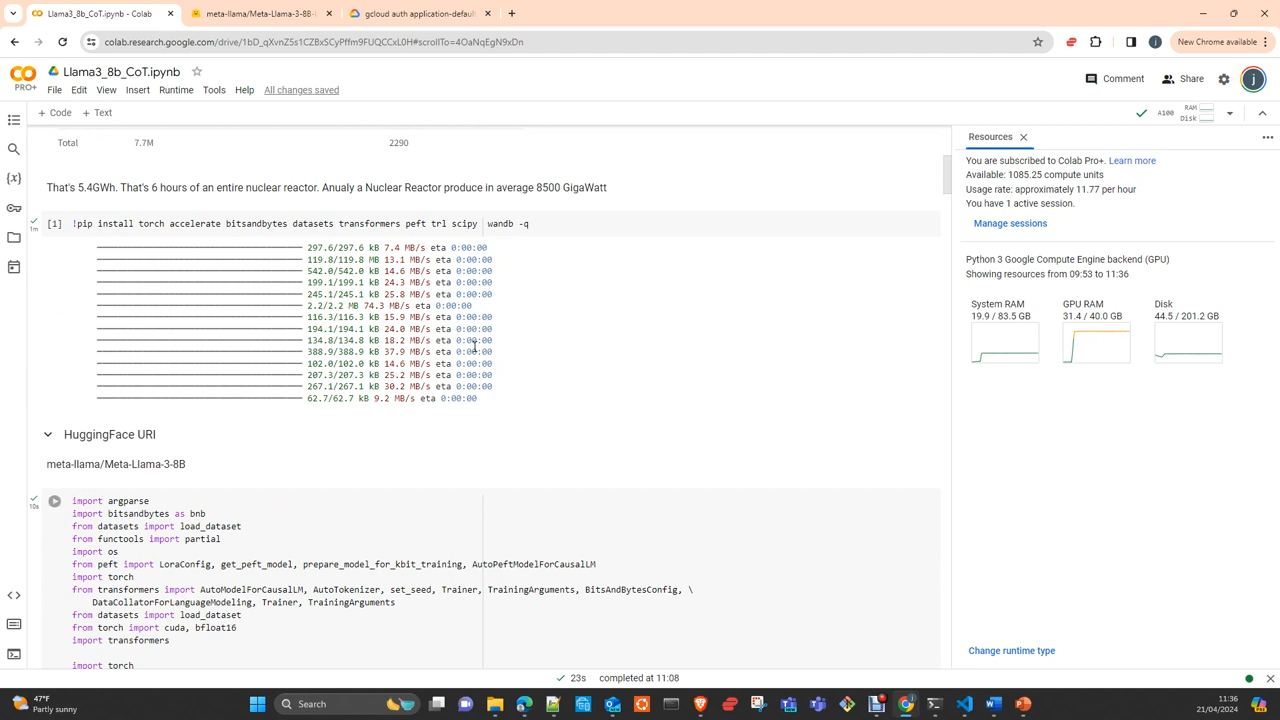 Llama3_8b_CoT.ipynb - Colab
meta-llama/Meta-Llama-3-8B-I
gcloud auth application-defaul
colab.research.google.com/drive/1bD_qXvnZ5s1CZBxSCyPffm9FUQCCxL0H#scrollTo=4OaNqEgN9xDn
New Chrome available
PRO+
Llama3_8b_CoT.ipynb
File Edit View Insert Runtime Tools Help All changes saved
Comment
Share
j
+ Code + Text
A100
RAM
Disk
Total 7.7M 2290
That's 5.4GWh. That's 6 hours of an entire nuclear reactor. Anualy a Nuclear Reactor produce in average 8500 GigaWatt
1m
[1] !pip install torch accelerate bitsandbytes datasets transformers peft trl scipy wandb -q
297.6/297.6 kB 7.4 MB/s eta 0:00:00
119.8/119.8 MB 13.1 MB/s eta 0:00:00
542.0/542.0 kB 14.6 MB/s eta 0:00:00
199.1/199.1 kB 24.3 MB/s eta 0:00:00
245.1/245.1 kB 25.8 MB/s eta 0:00:00
2.2/2.2 MB 74.3 MB/s eta 0:00:00
116.3/116.3 kB 15.9 MB/s eta 0:00:00
194.1/194.1 kB 24.0 MB/s eta 0:00:00
134.8/134.8 kB 18.2 MB/s eta 0:00:00
388.9/388.9 kB 37.9 MB/s eta 0:00:00
102.0/102.0 kB 14.6 MB/s eta 0:00:00
207.3/207.3 kB 25.2 MB/s eta 0:00:00
267.1/267.1 kB 30.2 MB/s eta 0:00:00
62.7/62.7 kB 9.2 MB/s eta 0:00:00
HuggingFace URI
meta-llama/Meta-Llama-3-8B
10s
import argparse
import bitsandbytes as bnb
from datasets import load_dataset
from functools import partial
import os
from peft import LoraConfig, get_peft_model, prepare_model_for_kbit_training, AutoPeftModelForCausalLM
import torch
from transformers import AutoModelForCausalLM, AutoTokenizer, set_seed, Trainer, TrainingArguments, BitsAndBytesConfig, \
DataCollatorForLanguageModeling, Trainer, TrainingArguments
from datasets import load_dataset
from torch import cuda, bfloat16
import transformers
import torch
Resources
You are subscribed to Colab Pro+. Learn more
Available: 1085.25 compute units
Usage rate: approximately 11.77 per hour
You have 1 active session.
Manage sessions
Python 3 Google Compute Engine backend (GPU)
Showing resources from 09:53 to 11:36
System RAM
19.9 / 83.5 GB
GPU RAM
31.4 / 40.0 GB
Disk
44.5 / 201.2 GB
Change runtime type
23s completed at 11:08
47°F
Partly sunny
Search
11:36
21/04/2024